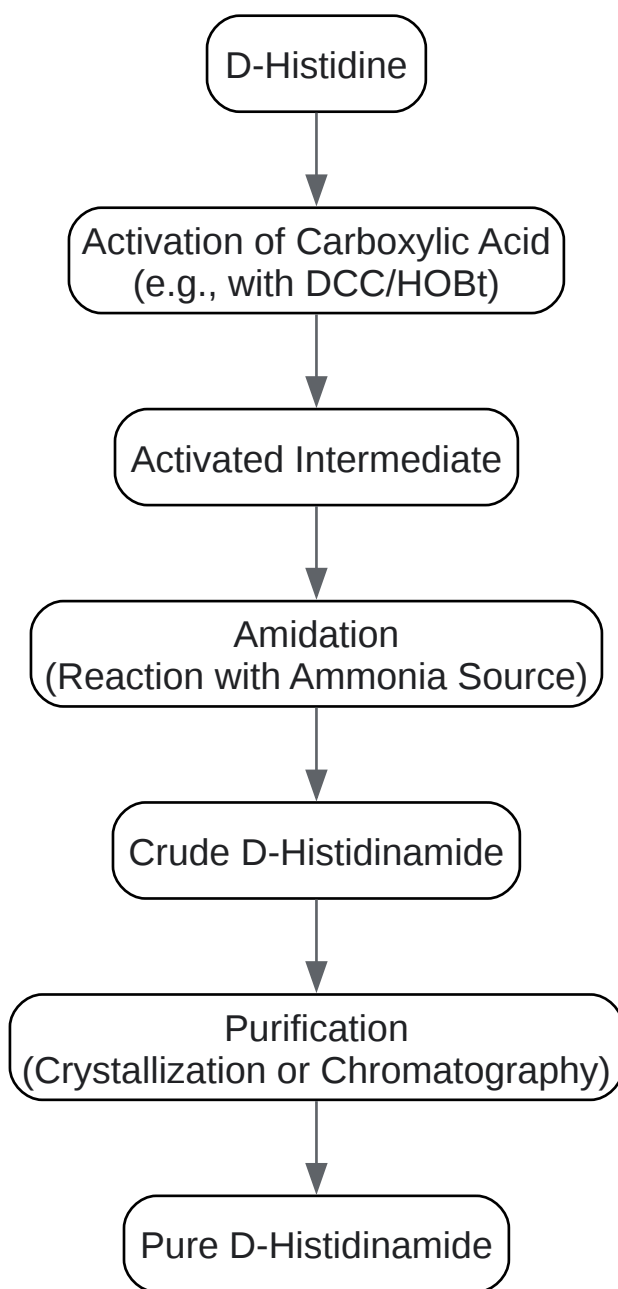 D-Histidine
Activation of Carboxylic Acid
(e.g., with DCC/HOBt)
Activated Intermediate
Amidation
(Reaction with Ammonia Source)
Crude D-Histidinamide
Purification
(Crystallization or Chromatography)
Pure D-Histidinamide